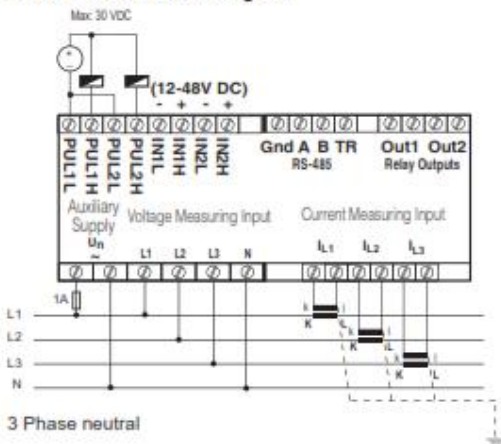 Max: 30 VDC
(12-48V DC)
- + - +
PUL1L PUL1H PUL2L PUL2H IN1L IN1H IN2L IN2H
Gnd A B TR Out1 Out2
RS-485 Relay Outputs
Auxiliary Supply Voltage Measuring Input Current Measuring Input
Un ~ L1 L2 L3 N IL1 IL2 IL3
1A
L1
k l
K L
L2
k l
K L
L3
k l
K L
N
3 Phase neutral